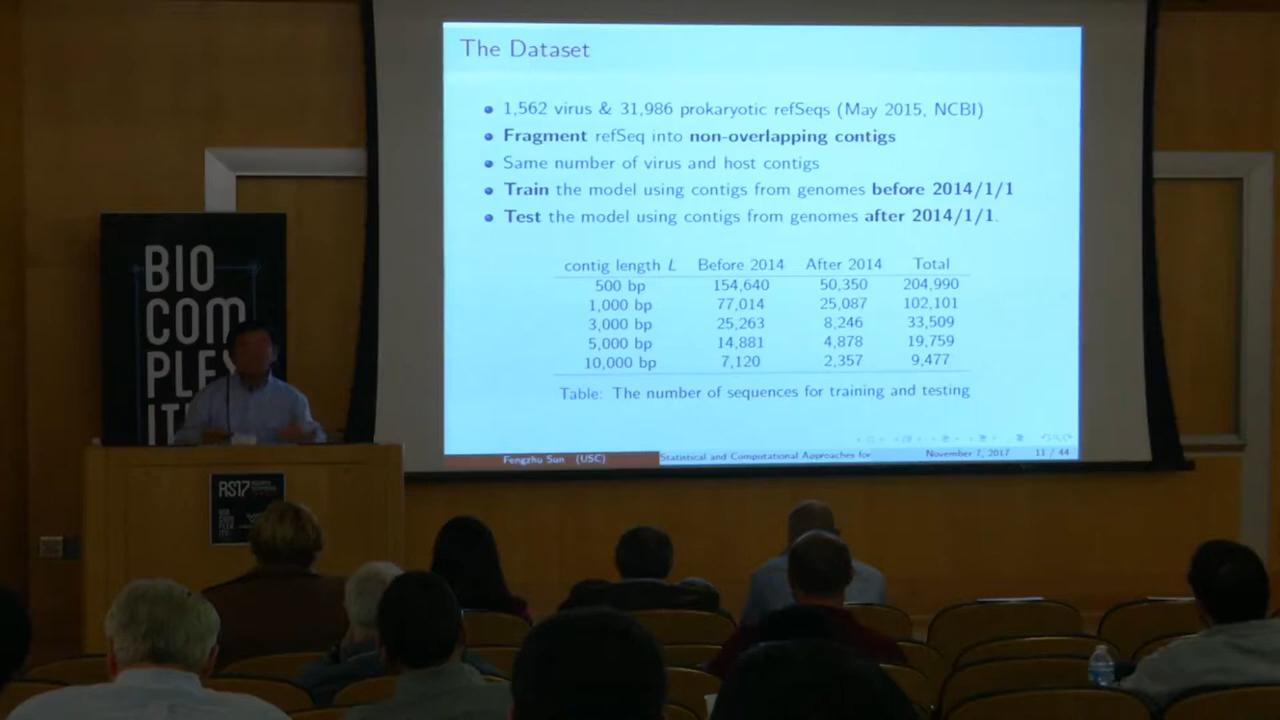 The Dataset
1,562 virus & 31,986 prokaryotic refSeqs (May 2015, NCBI)
Fragment refSeq into non-overlapping contigs
Same number of virus and host contigs
Train the model using contigs from genomes before 2014/1/1
Test the model using contigs from genomes after 2014/1/1.
contig length L Before 2014 After 2014 Total
500 bp 154,640 50,350 204,990
1,000 bp 77,014 25,087 102,101
3,000 bp 25,263 8,246 33,509
5,000 bp 14,881 4,878 19,759
10,000 bp 7,120 2,357 9,477
Table: The number of sequences for training and testing
Fengzhu Sun (USC) Statistical and Computational Approaches for November 7, 2017 11 / 44
BIO
COM
PLE
IT
RS17